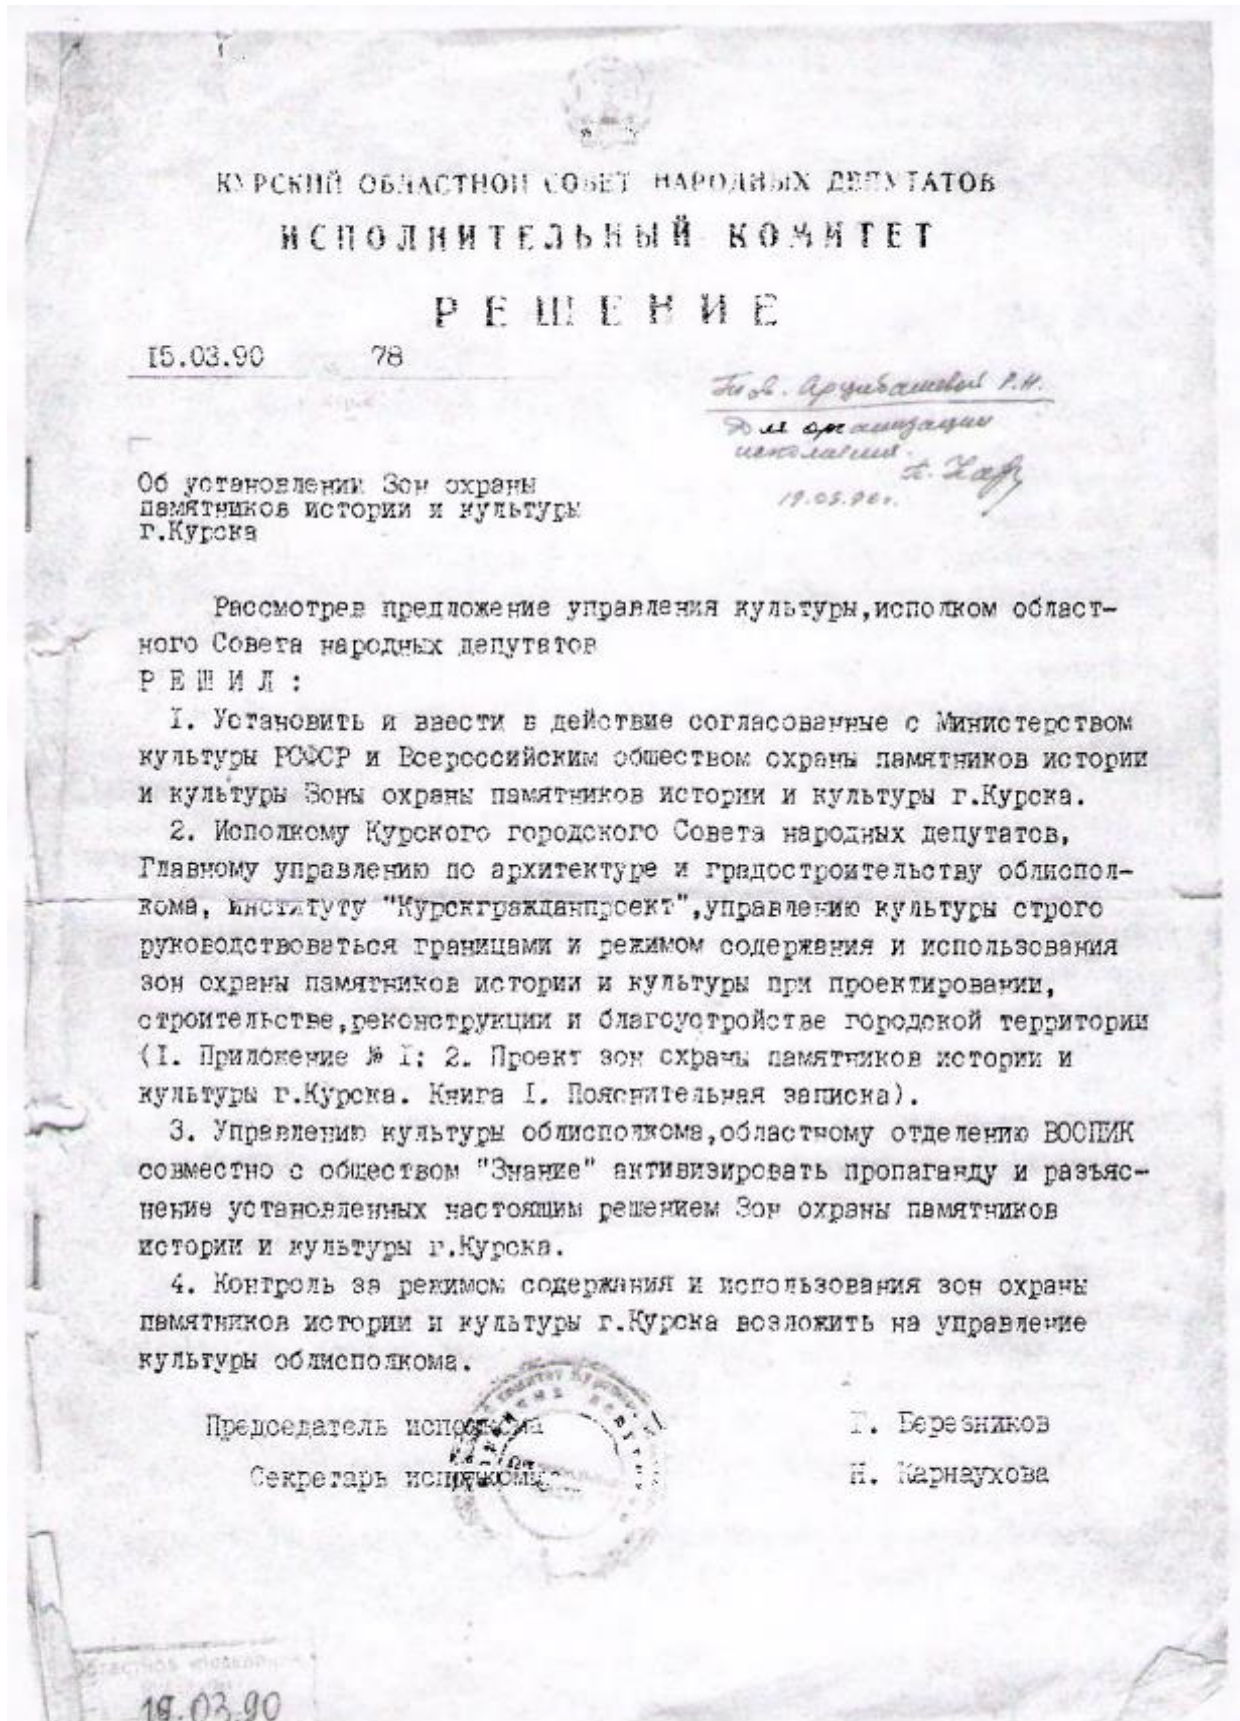 КУРСКИЙ ОБЛАСТНОЙ СОВЕТ НАРОДНЫХ ДЕПУТАТОВ
ИСПОЛНИТЕЛЬНЫЙ КОМИТЕТ
РЕШЕНИЕ
15.03.90 78
Тов. Арцибашевой Р.Н.
Для организации
исполнения.
19.03.90г.
Об установлении Зон охраны
памятников истории и культуры
г.Курска
Рассмотрев предложение управления культуры,исполком област-
ного Совета народных депутатов
РЕШИЛ:
I. Установить и ввести в действие согласованные с Министерством
культуры РСФСР и Всероссийским обществом охраны памятников истории
и культуры Зоны охраны памятников истории и культуры г.Курска.
2. Исполкому Курского городского Совета народных депутатов,
Главному управлению по архитектуре и градостроительству облиспол-
кома, институту "Курскгражданпроект",управлению культуры строго
руководствоваться границами и режимом содержания и использования
зон охраны памятников истории и культуры при проектировании,
строительстве,реконструкции и благоустройстве городской территории
(I. Приложение № I; 2. Проект зон охраны памятников истории и
культуры г.Курска. Книга I. Пояснительная записка).
3. Управлению культуры облисполкома,областному отделению ВООПИК
совместно с обществом "Знание" активизировать пропаганду и разъяс-
нение установленных настоящим решением Зон охраны памятников
истории и культуры г.Курска.
4. Контроль за режимом содержания и использования зон охраны
памятников истории и культуры г.Курска возложить на управление
культуры облисполкома.
Председатель исполкома Г. Березников
Секретарь исполкома Н. Карнаухова
19.03.90